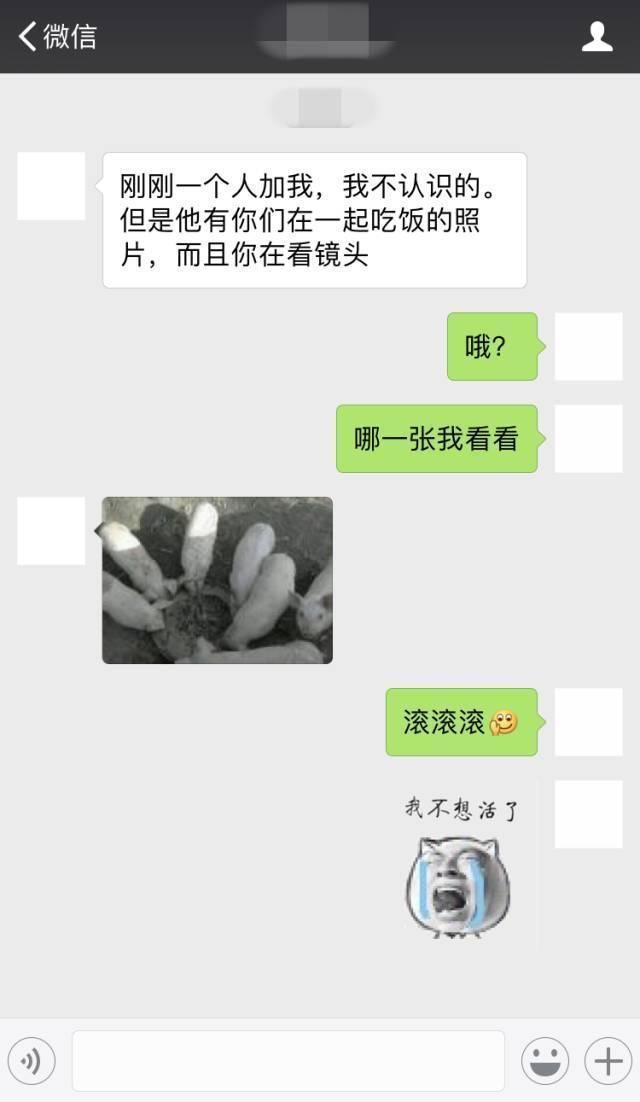 微信
刚刚一个人加我，我不认识的。
但是他有你们在一起吃饭的照
片，而且你在看镜头
哦?
哪一张我看看
滚滚滚
我不想活了